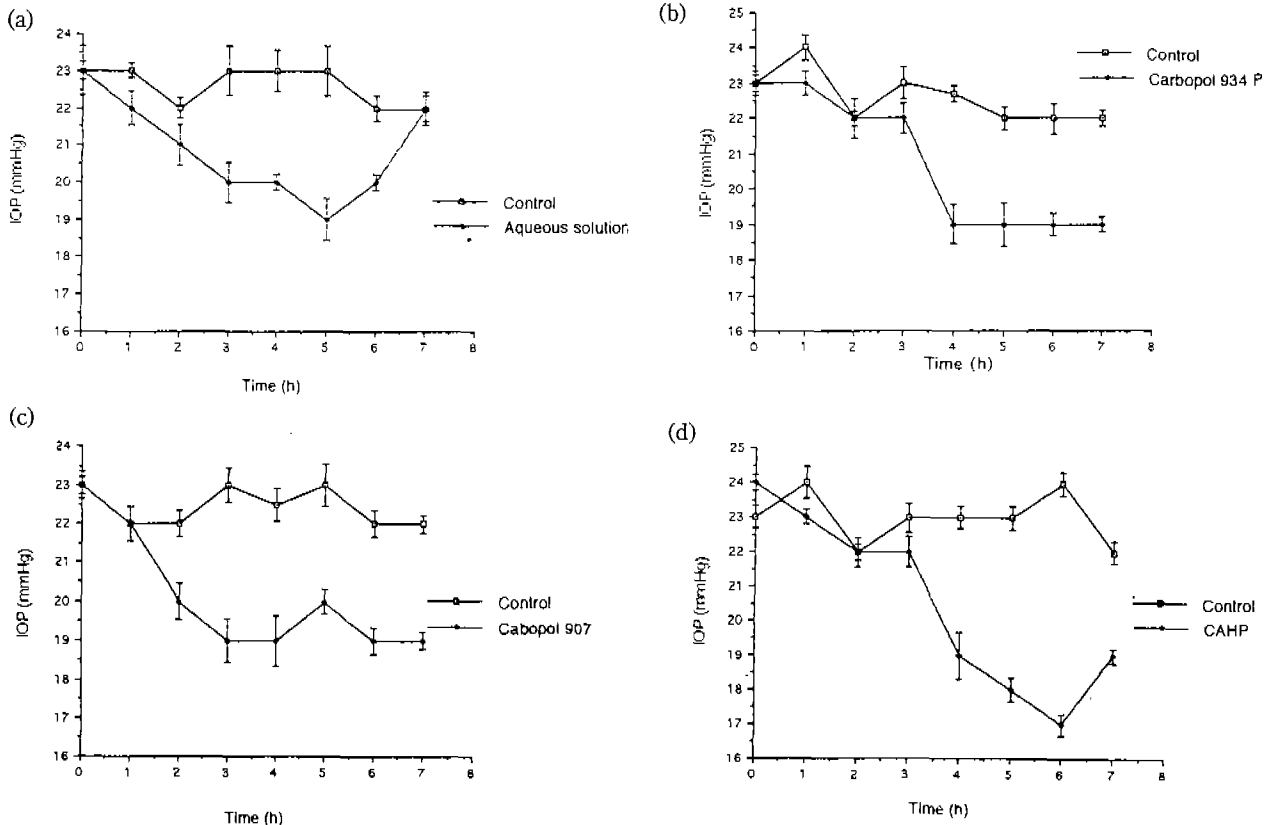 (a)
24
23
22
21
20
19
18
17
16
IOP (mmHg)
0 1 2 3 4 5 6 7 8
Time (h)
Control
Aqueous solution
(b)
25
24
23
22
21
20
19
18
17
16
IOP (mmHg)
0 1 2 3 4 5 6 7 8
Time (h)
Control
Carbopol 934 P
(c)
24
23
22
21
20
19
18
17
16
IOP (mmHg)
0 1 2 3 4 5 6 7 8
Time (h)
Control
Cabopol 907
(d)
25
24
23
22
21
20
19
18
17
16
IOP (mmHg)
0 1 2 3 4 5 6 7 8
Time (h)
Control
CAHP